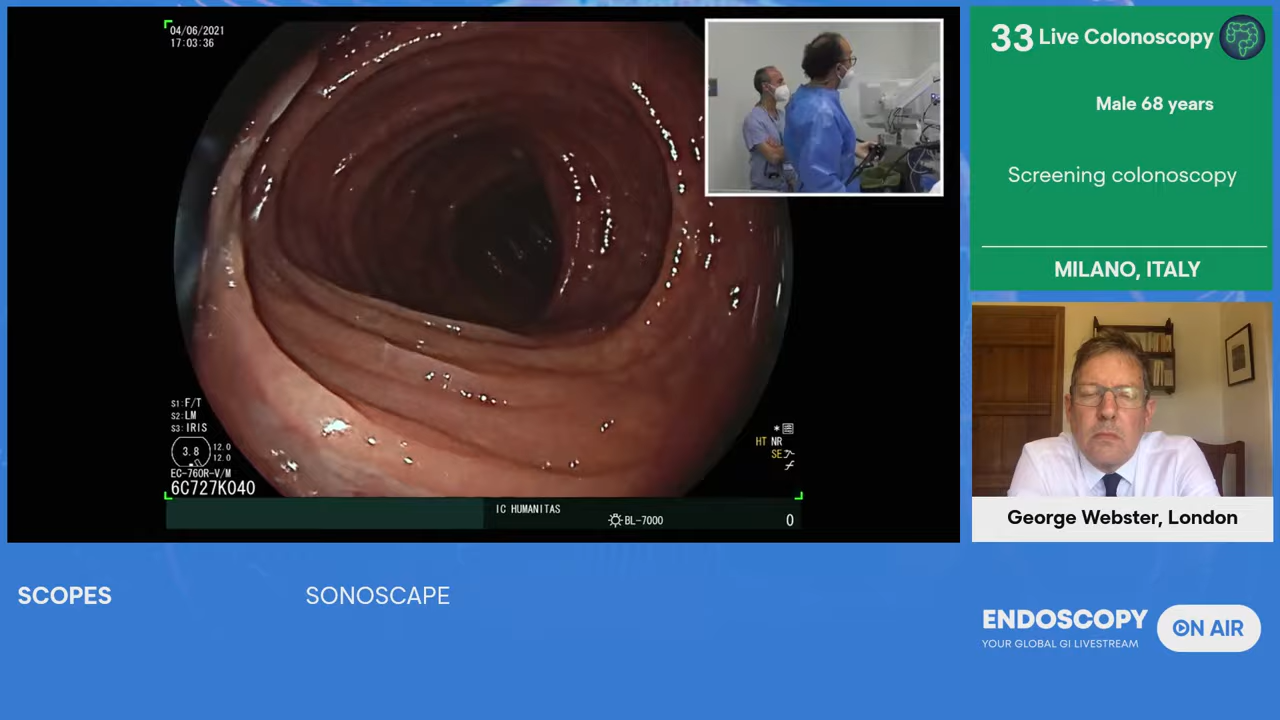 04/06/2021
17:03:36
S1: F/T
S2: LM
S3: IRIS
3.8
12.0
12.0
EC-760R-V/M
6C727K040
HT NR
SE
IC HUMANITAS
BL-7000
0
33 Live Colonoscopy
Male 68 years
Screening colonoscopy
MILANO, ITALY
George Webster, London
SCOPES SONOSCAPE
ENDOSCOPY
YOUR GLOBAL GI LIVESTREAM
ON AIR